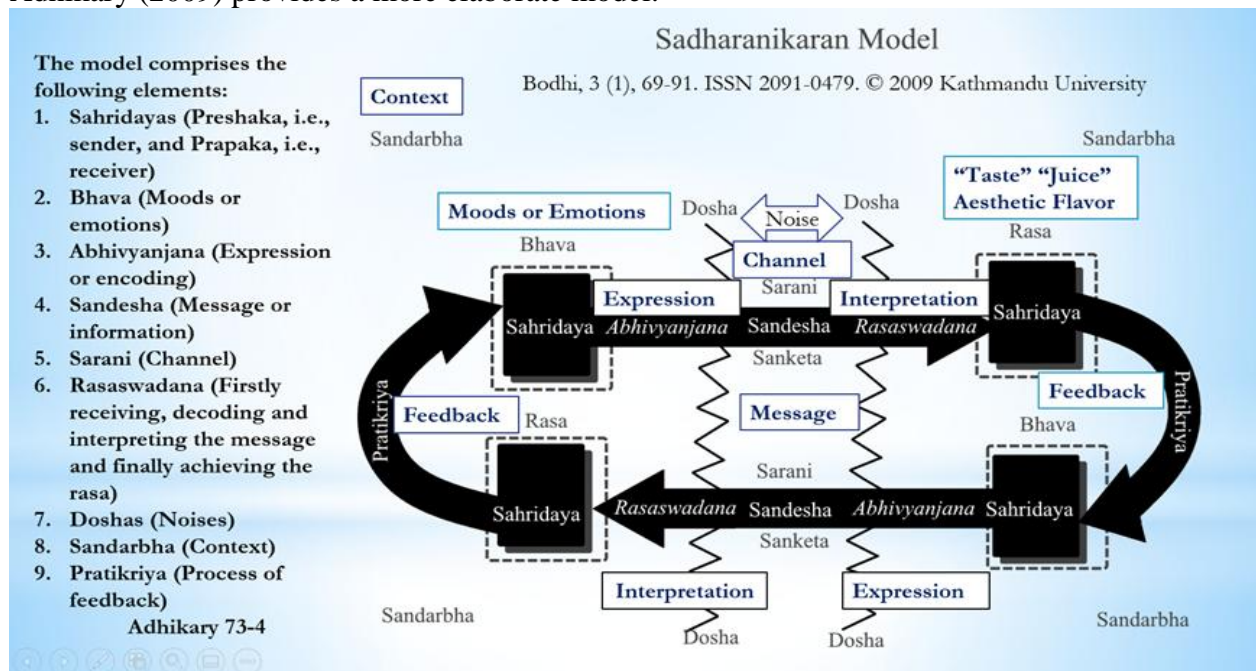 Adhikary (2009) provides a more elaborate model.
Sadharanikaran Model
Bodhi, 3 (1), 69-91. ISSN 2091-0479. © 2009 Kathmandu University
The model comprises the
following elements:
1. Sahridayas (Preshaka, i.e.,
sender, and Prapaka, i.e.,
receiver)
2. Bhava (Moods or
emotions)
3. Abhivyanjana (Expression
or encoding)
4. Sandesha (Message or
information)
5. Sarani (Channel)
6. Rasaswadana (Firstly
receiving, decoding and
interpreting the message
and finally achieving the
rasa)
7. Doshas (Noises)
8. Sandarbha (Context)
9. Pratikriya (Process of
feedback)
Adhikary 73-4
Context
Sandarbha
Sandarbha
Moods or Emotions
Bhava
Dosha
Noise
Dosha
"Taste" "Juice"
Aesthetic Flavor
Rasa
Channel
Sarani
Expression
Interpretation
Sahridaya
Abhivyanjana
Sandesha
Rasaswadana
Sahridaya
Sanketa
Pratikriya
Feedback
Rasa
Message
Feedback
Pratikriya
Bhava
Sarani
Sahridaya
Rasaswadana
Sandesha
Abhivyanjana
Sahridaya
Sanketa
Interpretation
Expression
Sandarbha
Dosha
Dosha
Sandarbha